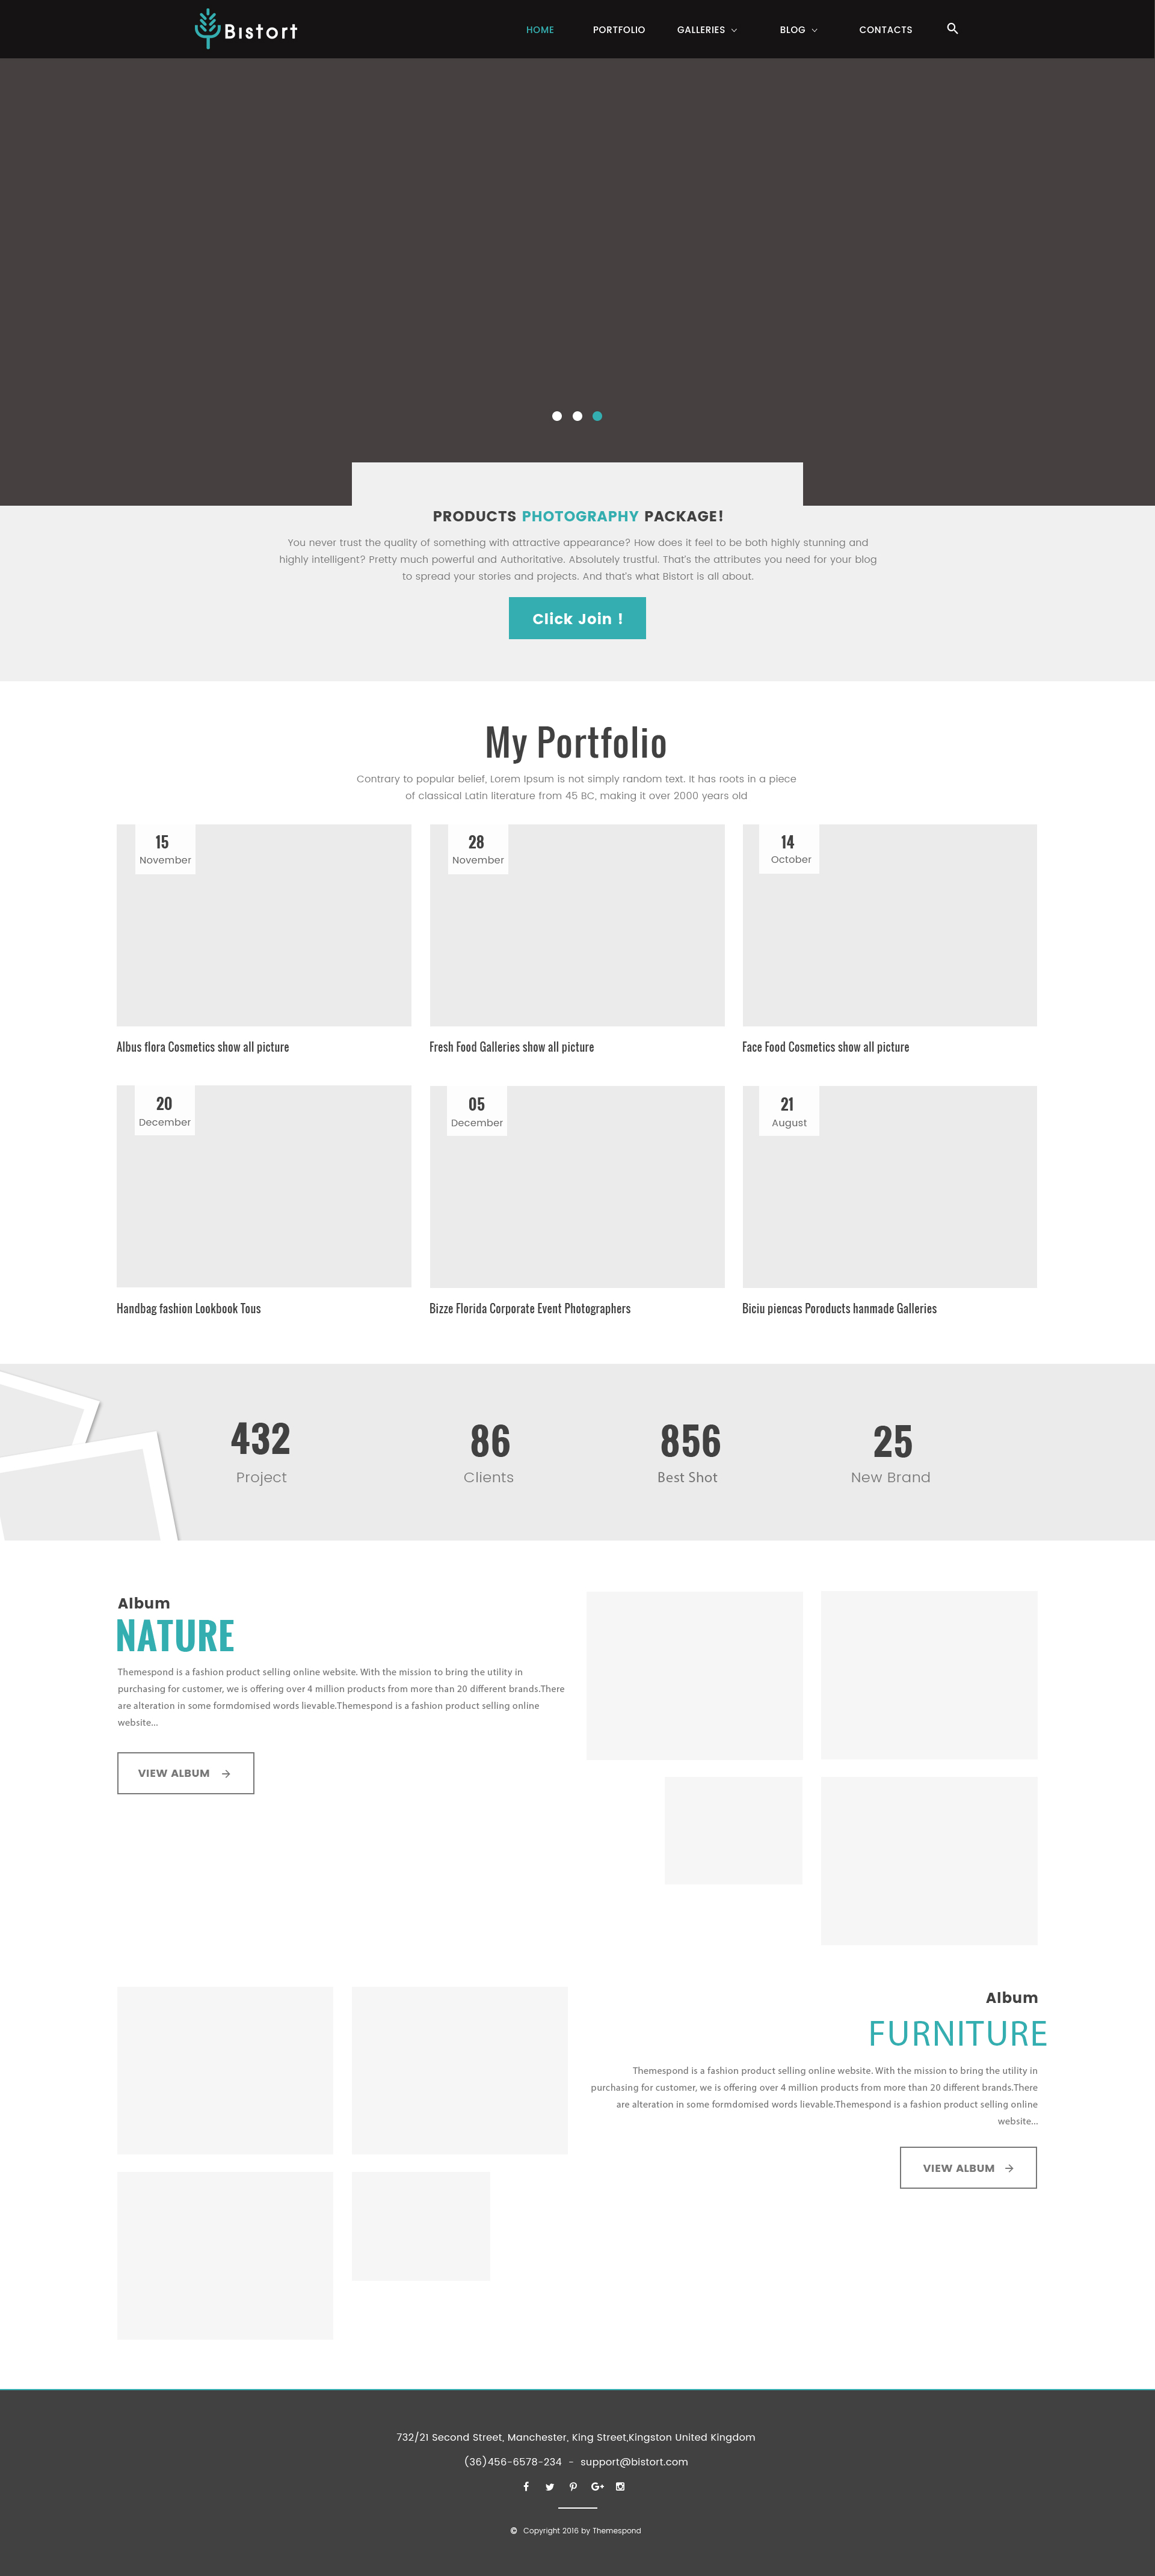 Bistort
HOME PORTFOLIO GALLERIES BLOG CONTACTS
PRODUCTS PHOTOGRAPHY PACKAGE!
You never trust the quality of something with attractive appearance? How does it feel to be both highly stunning and
highly intelligent? Pretty much powerful and Authoritative. Absolutely trustful. That's the attributes you need for your blog
to spread your stories and projects. And that's what Bistort is all about.
Click Join !
My Portfolio
Contrary to popular belief, Lorem Ipsum is not simply random text. It has roots in a piece
of classical Latin literature from 45 BC, making it over 2000 years old
15
November
28
November
14
October
Albus flora Cosmetics show all picture
Fresh Food Galleries show all picture
Face Food Cosmetics show all picture
20
December
05
December
21
August
Handbag fashion Lookbook Tous
Bizze Florida Corporate Event Photographers
Biciu piencas Poroducts hanmade Galleries
432
Project
86
Clients
856
Best Shot
25
New Brand
Album
NATURE
Themespond is a fashion product selling online website. With the mission to bring the utility in
purchasing for customer, we is offering over 4 million products from more than 20 different brands.There
are alteration in some formdomised words lievable.Themespond is a fashion product selling online
website...
VIEW ALBUM
Album
FURNITURE
Themespond is a fashion product selling online website. With the mission to bring the utility in
purchasing for customer, we is offering over 4 million products from more than 20 different brands.There
are alteration in some formdomised words lievable.Themespond is a fashion product selling online
website...
VIEW ALBUM
732/21 Second Street, Manchester, King Street,Kingston United Kingdom
(36)456-6578-234 - support@bistort.com
© Copyright 2016 by Themespond